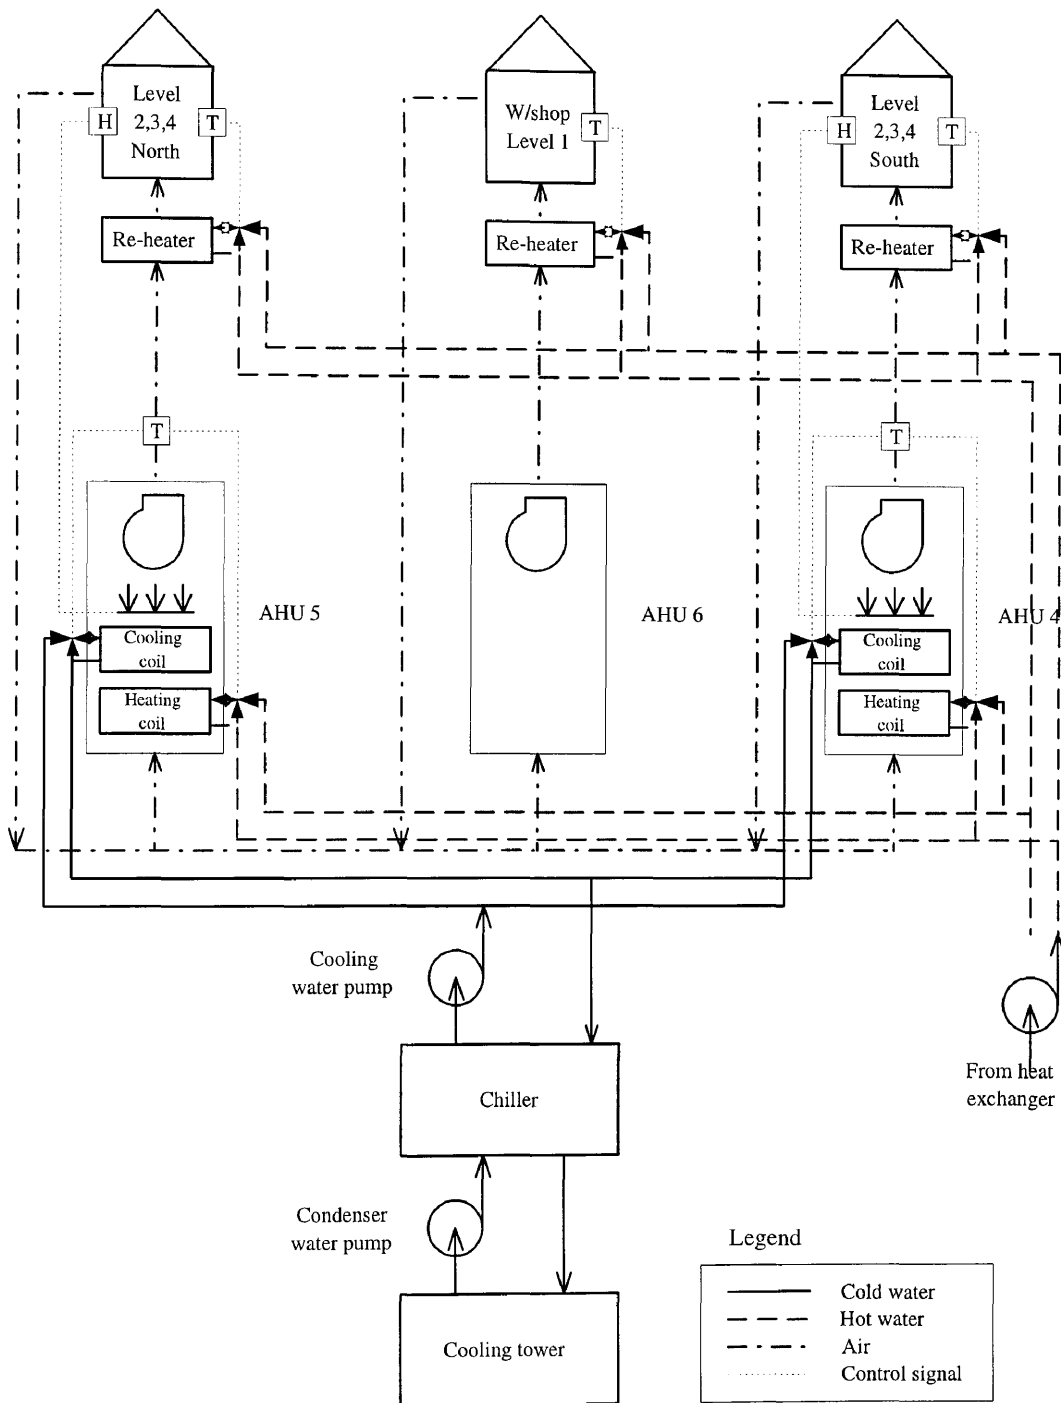 Level
2,3,4
North
H
T
W/shop
Level 1
T
Level
2,3,4
South
H
T
Re-heater
Re-heater
Re-heater
T
T
AHU 5
AHU 6
AHU 4
Cooling
coil
Heating
coil
Cooling
coil
Heating
coil
Cooling
water pump
Chiller
From heat
exchanger
Condenser
water pump
Cooling tower
Legend
Cold water
Hot water
Air
Control signal